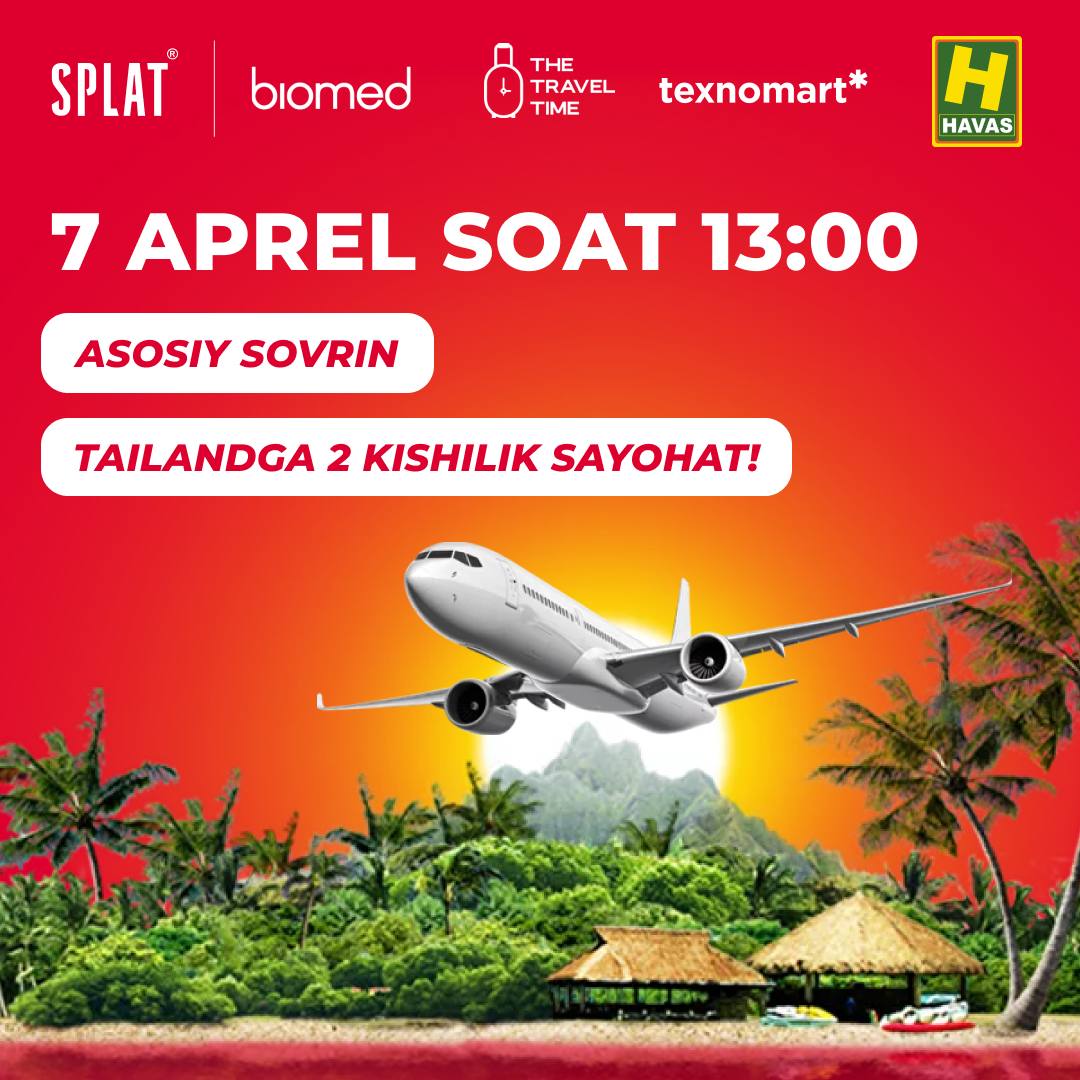 SPLAT®
biomed
THE
TRAVEL
TIME
texnomart*
H
HAVAS
7 APREL SOAT 13:00
ASOSIY SOVRIN
TAILANDGA 2 KISHILIK SAYOHAT!